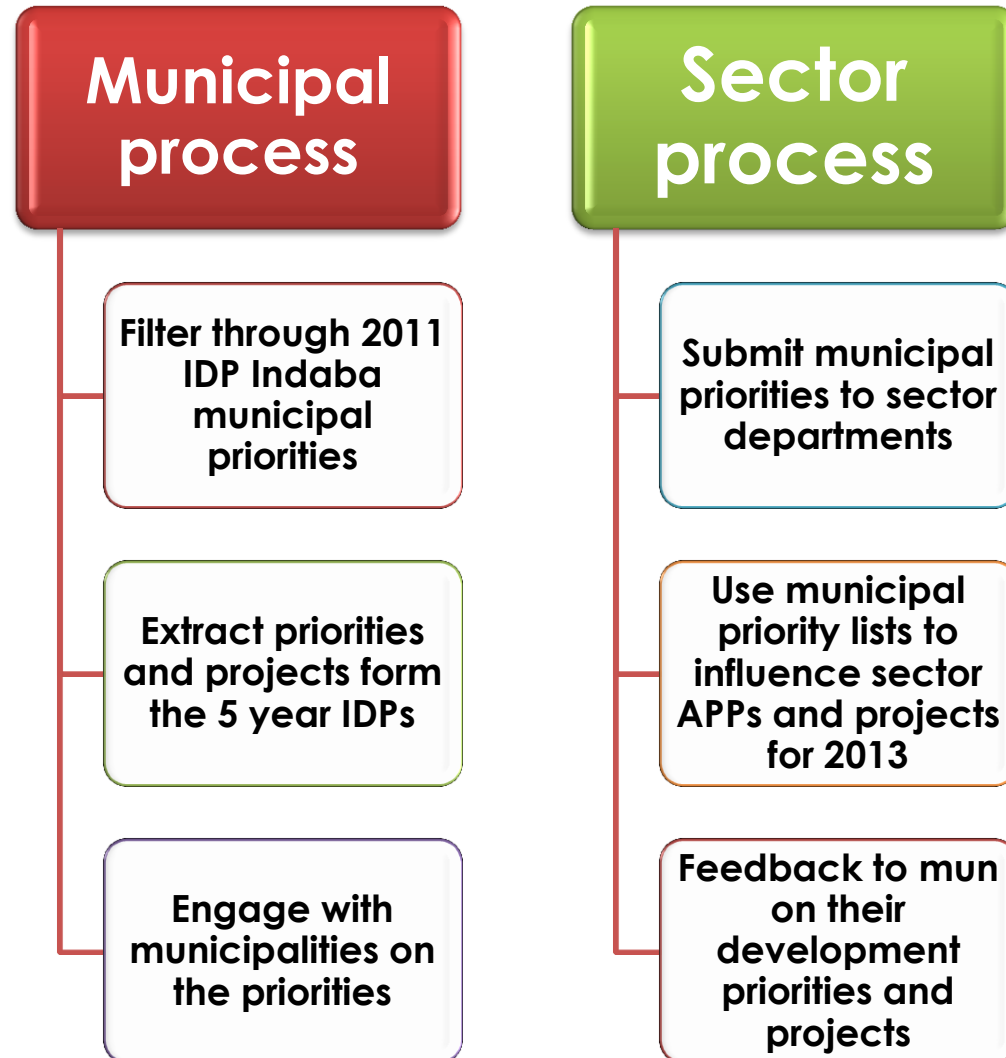 Municipal
process
Filter through 2011
IDP Indaba
municipal
priorities
Extract priorities
and projects form
the 5 year IDPs
Engage with
municipalities on
the priorities
Sector
process
Submit municipal
priorities to sector
departments
Use municipal
priority lists to
influence sector
APPs and projects
for 2013
Feedback to mun
on their
development
priorities and
projects